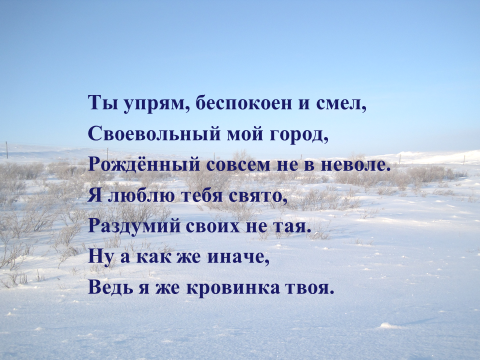 Ты упрям, беспокоен и смел,
Своевольный мой город,
Рождённый совсем не в неволе.
Я люблю тебя свято,
Раздумий своих не тая.
Ну а как же иначе,
Ведь я же кровинка твоя.